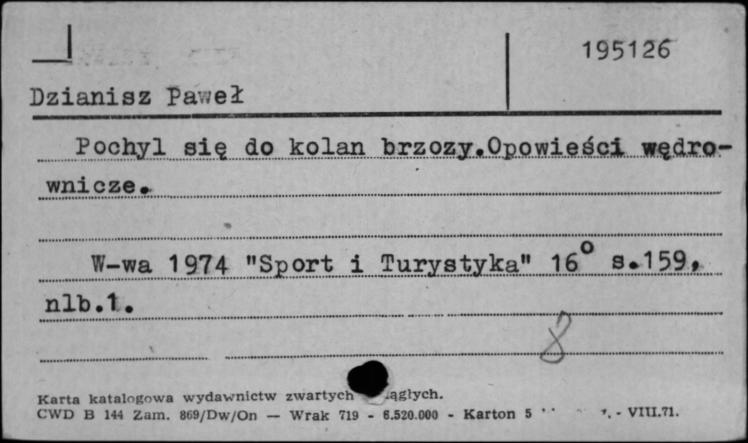 195126
Dzianisz Paweł
Pochyl się do kolan brzozy.Opowieści wędro-
wnicze.
W-wa 1974 "Sport i Turystyka" 16° s.159,
nlb.1.
8
Karta katalogowa wydawnictw zwartych
CWD B 144 Zam. 869/Dw/On — Wrak 719 - 6.520.000 - Karton 5 - VIII.71.